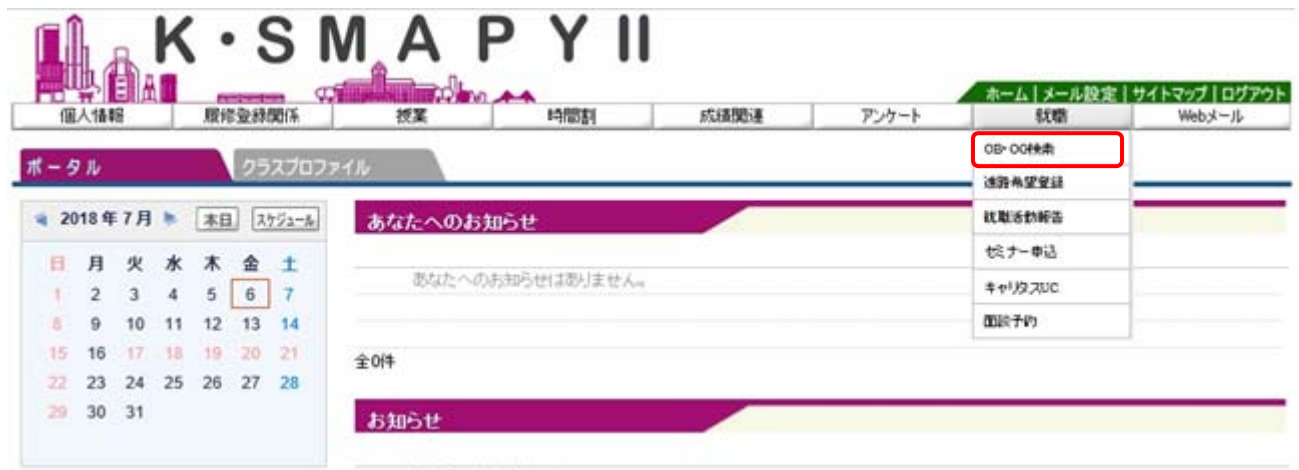 K・SMAPY II
ホーム | メール設定 | サイトマップ | ログアウト
個人情報 履修登録関係 授業 時間割 成績関連 アンケート 就職 Webメール
OB・OG検索
進路希望登録
就職活動報告
セミナー申込
キャリタスUC
面談予約
ポータル クラスプロファイル
2018年7月 本日 スケジュール
日 月 火 水 木 金 土
1 2 3 4 5 6 7
8 9 10 11 12 13 14
15 16 17 18 19 20 21
22 23 24 25 26 27 28
29 30 31
あなたへのお知らせ
あなたへのお知らせはありません。
全0件
お知らせ